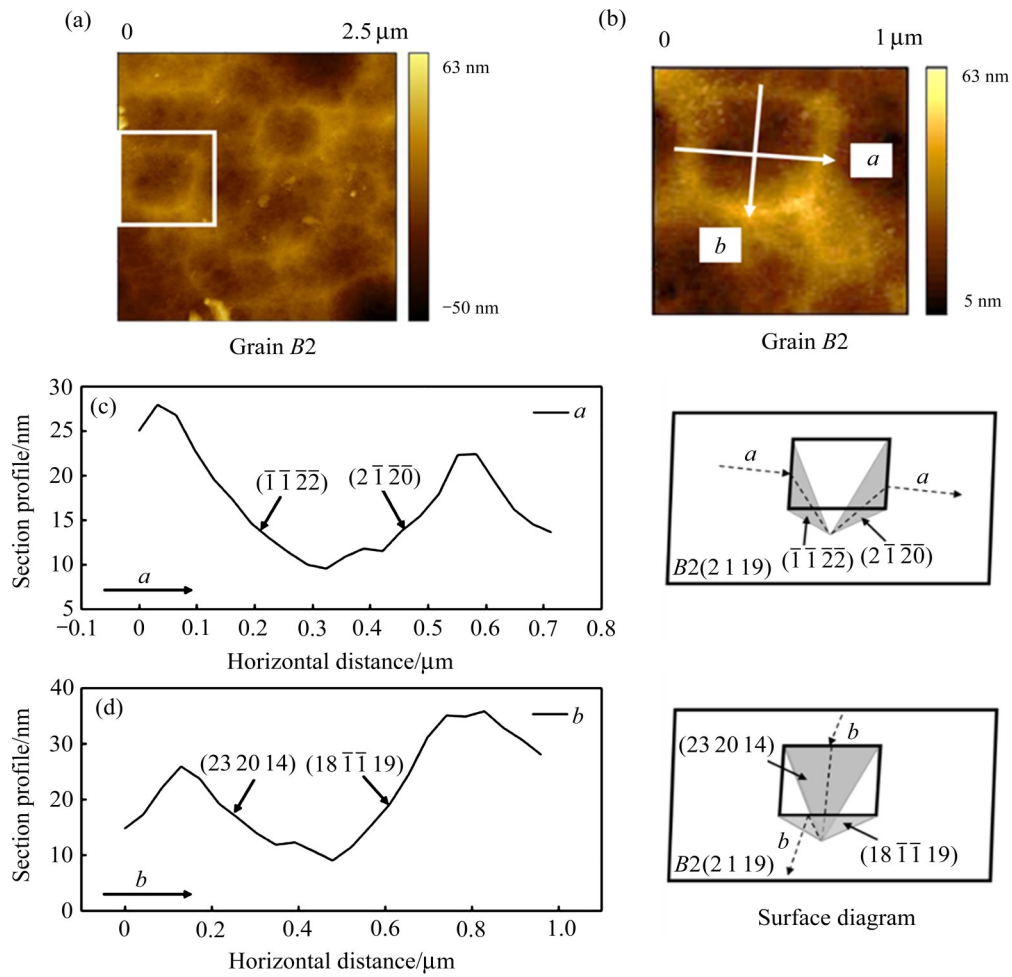 (a)
0 2.5 μm
63 nm
−50 nm
Grain B2
(b)
0 1 μm
63 nm
a
b
5 nm
Grain B2
(c)
Section profile/nm
30
25
20
15
10
5
a
(1̅ 1̅ 2̅2̅)
(2 1̅ 2̅0̅)
a
−0.1 0 0.1 0.2 0.3 0.4 0.5 0.6 0.7 0.8
Horizontal distance/μm
a
a
(1̅ 1̅ 2̅2̅)
(2 1̅ 2̅0̅)
B2(2 1 19)
(d)
Section profile/nm
40
30
20
10
0
b
(23 20 14)
(18 1̅1̅ 19)
b
0 0.2 0.4 0.6 0.8 1.0
Horizontal distance/μm
b
(23 20 14)
b
(18 1̅1̅ 19)
B2(2 1 19)
Surface diagram